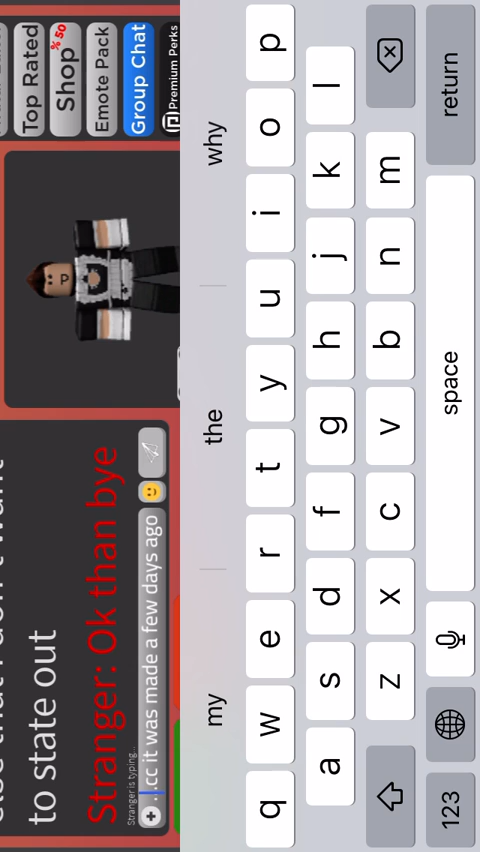 to state out
Stranger: Ok than bye
Stranger is typing...
.cc it was made a few days ago
Top Rated
Shop
% 50
Emote Pack
Group Chat
Premium Perks
P
my
the
why
q w e r t y u i o p
a s d f g h j k l
z x c v b n m
123
space
return